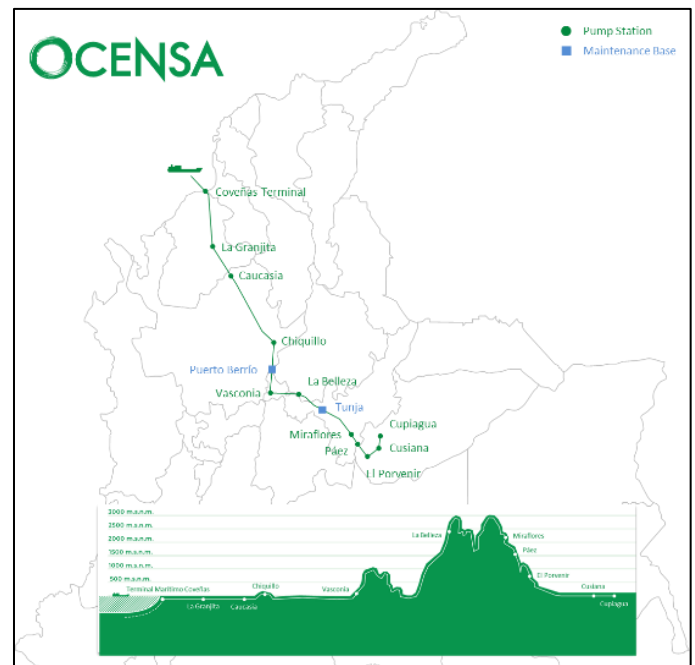 OCENSA
Pump Station
Maintenance Base
Coveñas Terminal
La Granjita
Caucasia
Chiquillo
Puerto Berrío
La Belleza
Vasconia
Tunja
Cupiagua
Miraflores
Cusiana
Páez
El Porvenir
3000 m.a.n.m.
2500 m.a.n.m.
2000 m.a.n.m.
1500 m.a.n.m.
1000 m.a.n.m.
500 m.a.n.m.
La Belleza
Miraflores
Páez
El Porvenir
Terminal Marítimo Coveñas
Chiquillo
Vasconia
Cusiana
La Granjita
Caucasia
Cupiagua